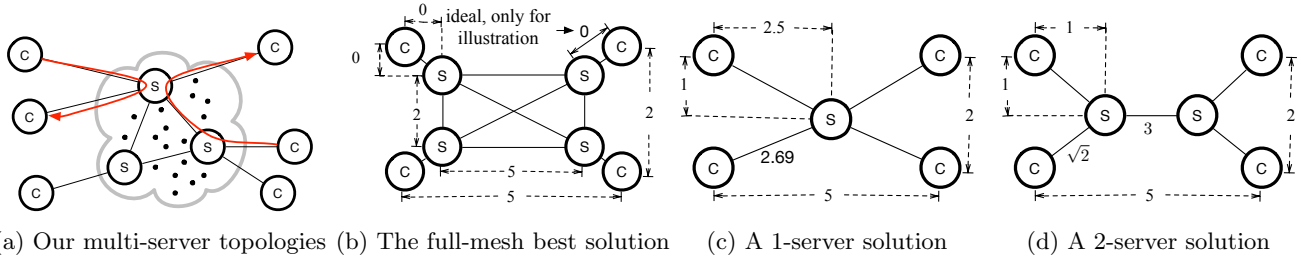 C
C
C
C
C
S
S
S
0
ideal, only for
illustration
0
0
C
C
C
C
S
S
S
S
2
2
5
5
2.5
1
C
C
C
C
S
2.69
2
5
1
1
C
C
C
C
S
S
3
√2
2
5
a) Our multi-server topologies
(b) The full-mesh best solution
(c) A 1-server solution
(d) A 2-server solution